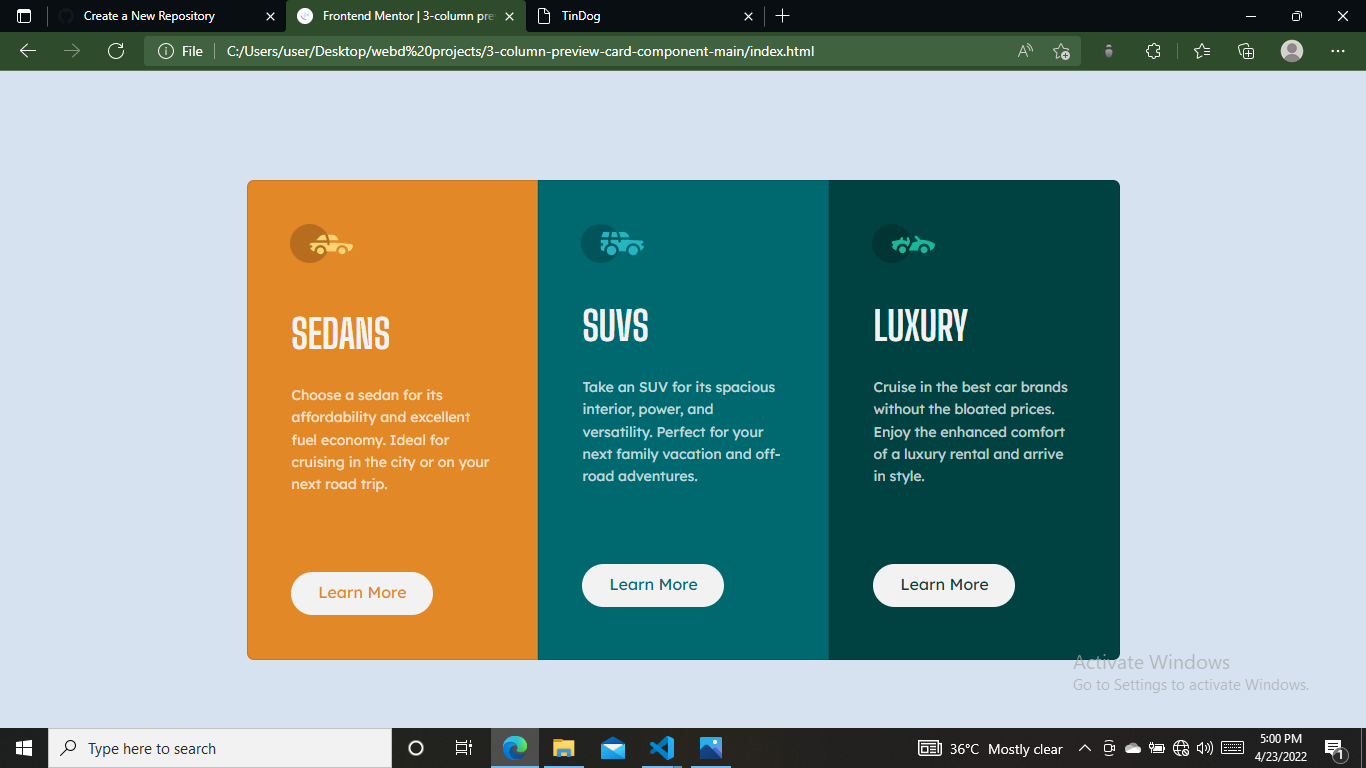 Create a New Repository
Frontend Mentor | 3-column pre
TinDog
File
C:/Users/user/Desktop/webd%20projects/3-column-preview-card-component-main/index.html
SEDANS
Choose a sedan for its
affordability and excellent
fuel economy. Ideal for
cruising in the city or on your
next road trip.
Learn More
SUVS
Take an SUV for its spacious
interior, power, and
versatility. Perfect for your
next family vacation and off-
road adventures.
Learn More
LUXURY
Cruise in the best car brands
without the bloated prices.
Enjoy the enhanced comfort
of a luxury rental and arrive
in style.
Learn More
Activate Windows
Go to Settings to activate Windows.
Type here to search
36°C Mostly clear
5:00 PM
4/23/2022
1